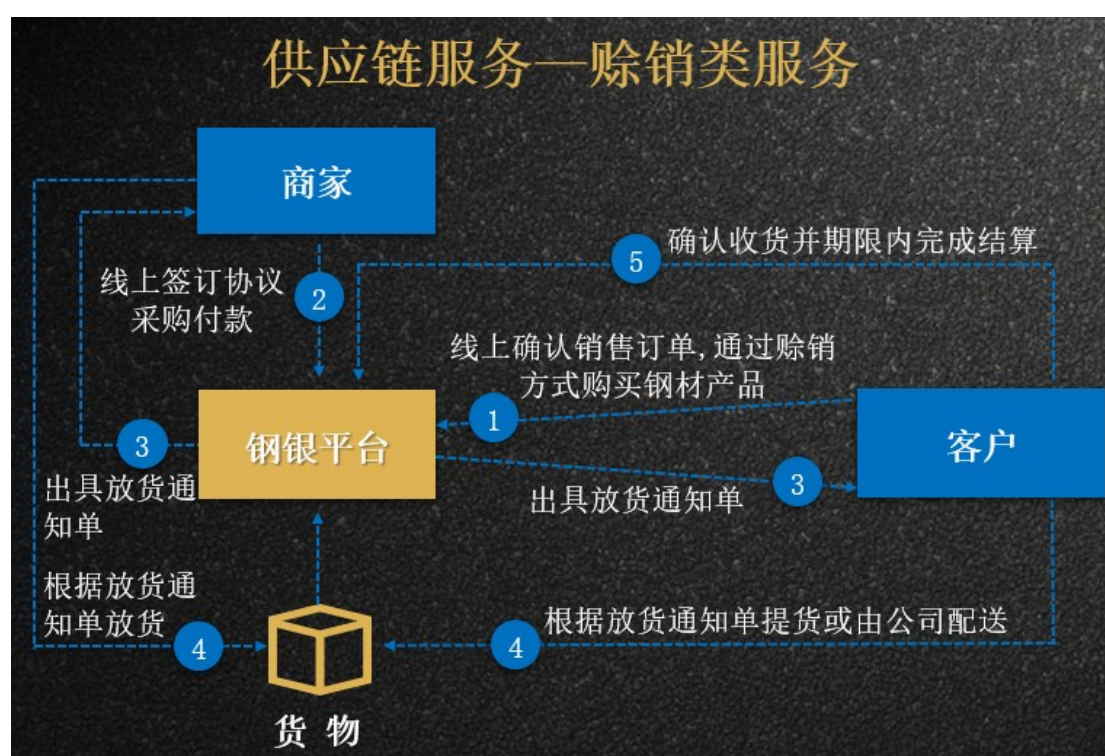 供应链服务—赊销类服务
商家
确认收货并期限内完成结算
5
线上签订协议
采购付款
2
线上确认销售订单,通过赊销
方式购买钢材产品
1
钢银平台
客户
3
出具放货通
知单
出具放货通知单
3
根据放货通
知单放货
4
根据放货通知单提货或由公司配送
4
货 物